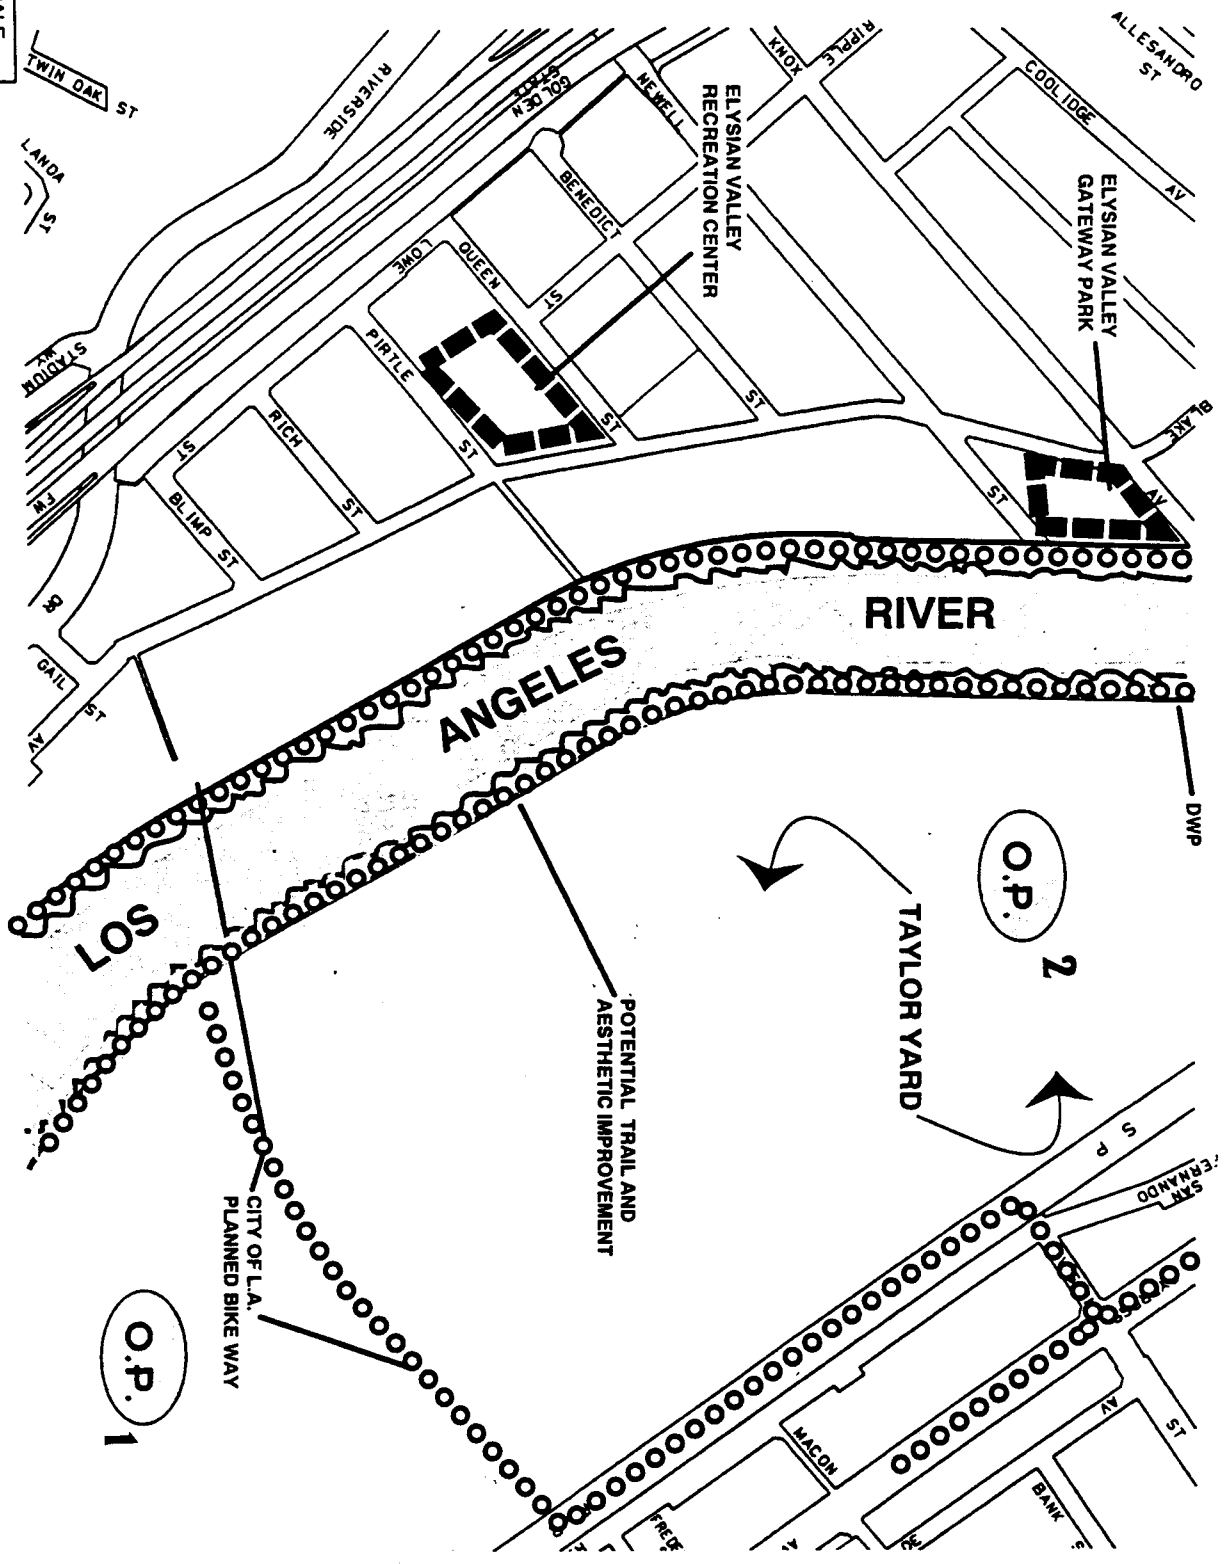 ALLESANDRO
ST
COOLIDGE
AV
RIPPLE
KNOX
NEWELL
GOLDEN
STATE
RIVERSIDE
TWIN OAK ST
LANDA
ST
BENEDICT
ST
QUEEN
ST
LOWE
ST
PIRTLE
ST
RICH
ST
BLIMP ST
STADIUM
WY
FW
DR
GAIL
ST
AV
BLAKE
AV
ST
ST
ELYSIAN VALLEY
RECREATION CENTER
ELYSIAN VALLEY
GATEWAY PARK
LOS
ANGELES
RIVER
DWP
O.P.
2
TAYLOR YARD
POTENTIAL TRAIL AND
AESTHETIC IMPROVEMENT
CITY OF L.A.
PLANNED BIKE WAY
O.P.
1
S P
SAN
FERNANDO
MACON
AV
ST
BANK